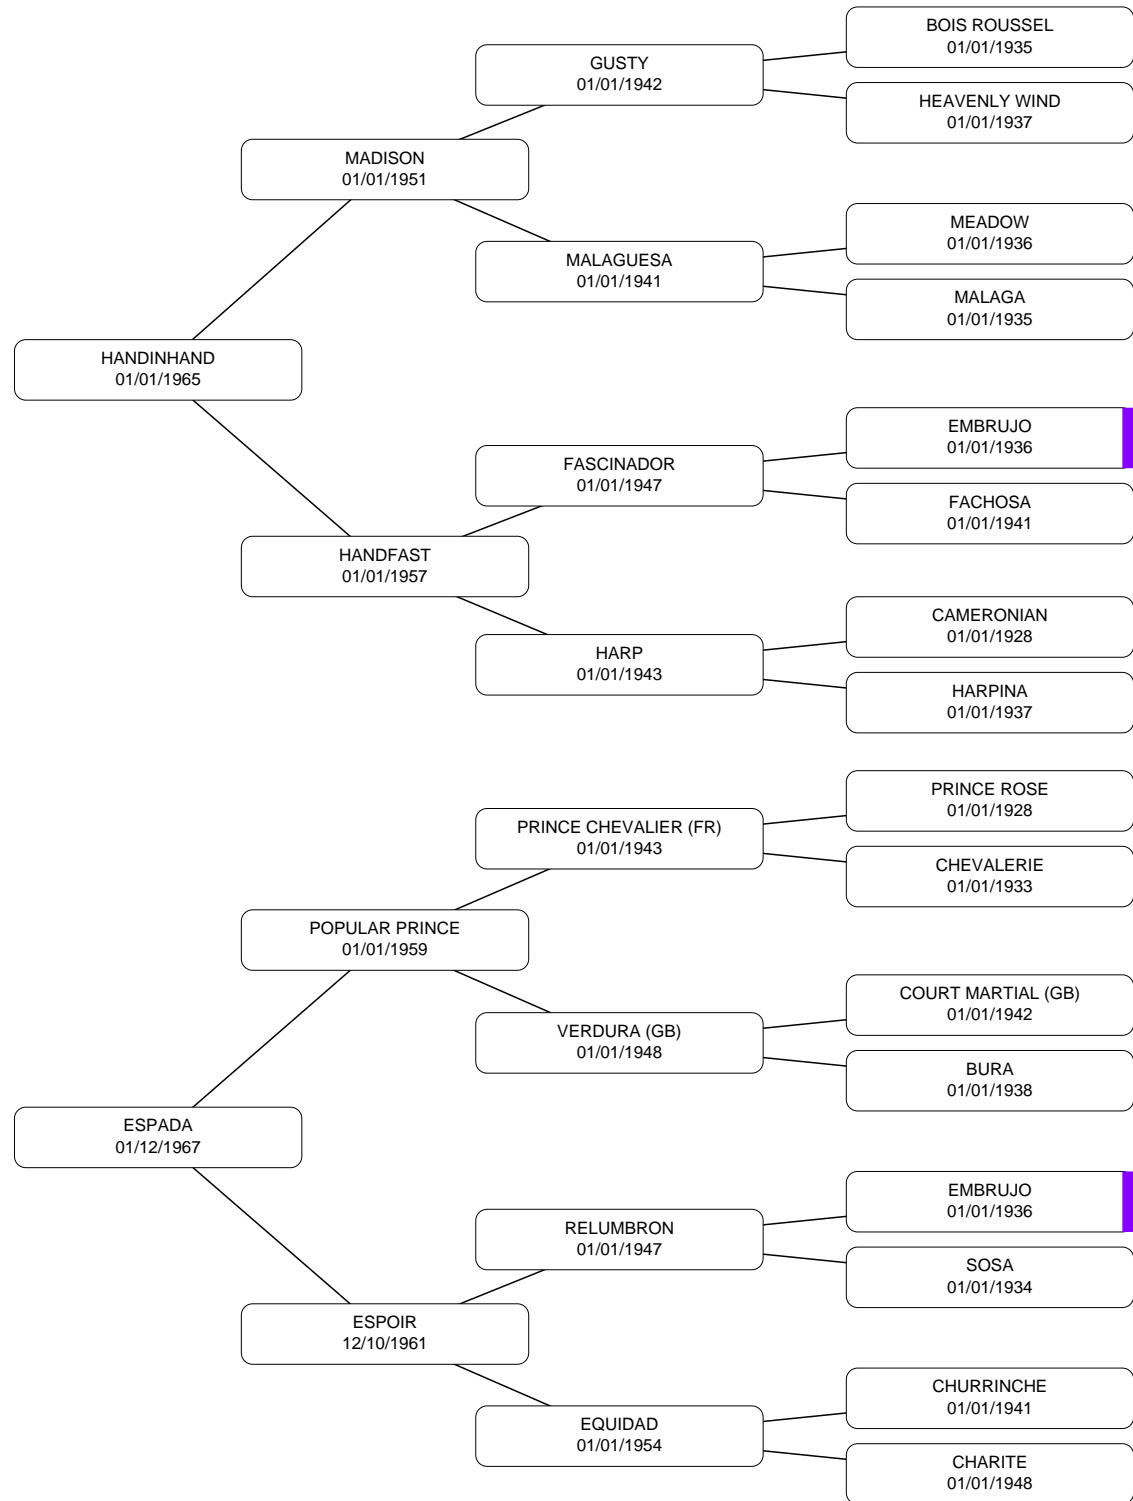 BOIS ROUSSEL
01/01/1935
GUSTY
01/01/1942
HEAVENLY WIND
01/01/1937
MADISON
01/01/1951
MEADOW
01/01/1936
MALAGUESA
01/01/1941
MALAGA
01/01/1935
HANDINHAND
01/01/1965
EMBRUJO
01/01/1936
FASCINADOR
01/01/1947
FACHOSA
01/01/1941
HANDFAST
01/01/1957
CAMERONIAN
01/01/1928
HARP
01/01/1943
HARPINA
01/01/1937
PRINCE ROSE
01/01/1928
PRINCE CHEVALIER (FR)
01/01/1943
CHEVALERIE
01/01/1933
POPULAR PRINCE
01/01/1959
COURT MARTIAL (GB)
01/01/1942
VERDURA (GB)
01/01/1948
BURA
01/01/1938
ESPADA
01/12/1967
EMBRUJO
01/01/1936
RELUMBRON
01/01/1947
SOSA
01/01/1934
ESPOIR
12/10/1961
CHURRINCHE
01/01/1941
EQUIDAD
01/01/1954
CHARITE
01/01/1948